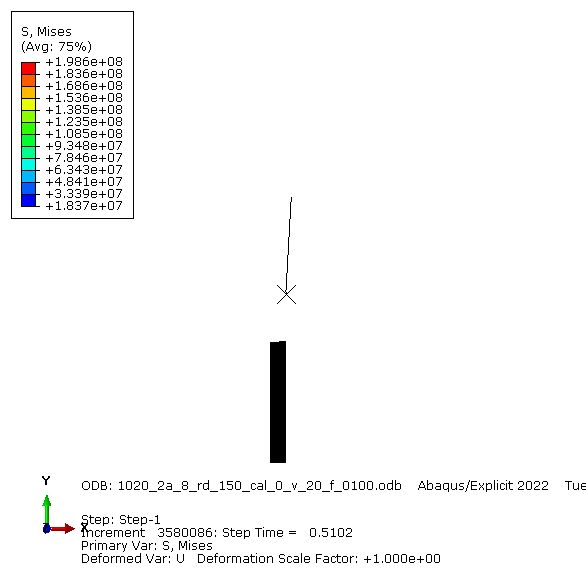 S, Mises
(Avg: 75%)
+1.986e+08
+1.836e+08
+1.686e+08
+1.536e+08
+1.385e+08
+1.235e+08
+1.085e+08
+9.348e+07
+7.846e+07
+6.343e+07
+4.841e+07
+3.339e+07
+1.837e+07
Y
ODB: 1020_2a_8_rd_150_cal_0_v_20_f_0100.odb Abaqus/Explicit 2022 Tue
Step: Step-1
X
Increment 3580086: Step Time = 0.5102
Primary Var: S, Mises
Deformed Var: U Deformation Scale Factor: +1.000e+00